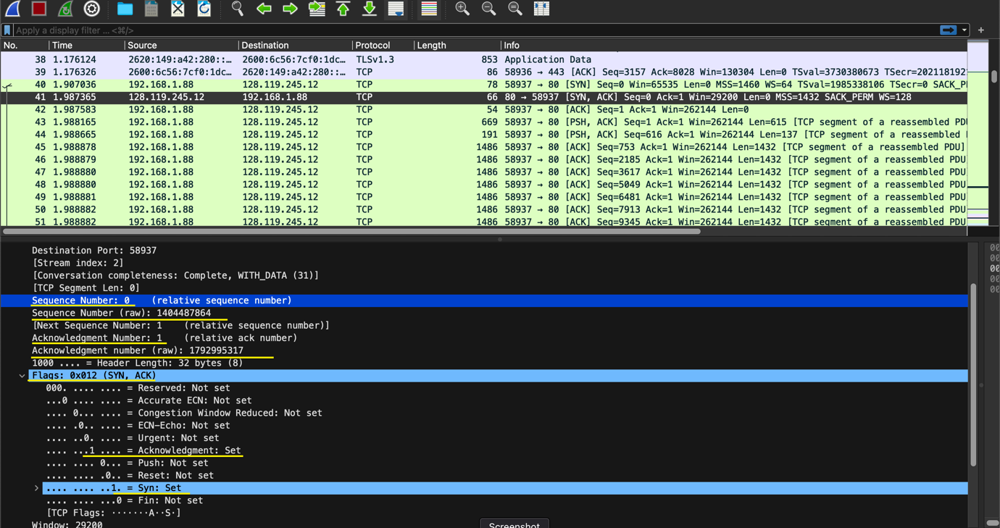 Apply a display filter ... <⌘/>
No. Time Source Destination Protocol Length Info
38 1.176124 2620:149:a42:280::… 2600:6c56:7cf0:1dc… TLSv1.3 853 Application Data
39 1.176326 2600:6c56:7cf0:1dc… 2620:149:a42:280::… TCP 86 58936 → 443 [ACK] Seq=3157 Ack=8028 Win=130304 Len=0 TSval=3730380673 TSecr=202118192
40 1.907036 192.168.1.88 128.119.245.12 TCP 78 58937 → 80 [SYN] Seq=0 Win=65535 Len=0 MSS=1460 WS=64 TSval=1985338106 TSecr=0 SACK_P
41 1.987365 128.119.245.12 192.168.1.88 TCP 66 80 → 58937 [SYN, ACK] Seq=0 Ack=1 Win=29200 Len=0 MSS=1432 SACK_PERM WS=128
42 1.987583 192.168.1.88 128.119.245.12 TCP 54 58937 → 80 [ACK] Seq=1 Ack=1 Win=262144 Len=0
43 1.988165 192.168.1.88 128.119.245.12 TCP 669 58937 → 80 [PSH, ACK] Seq=1 Ack=1 Win=262144 Len=615 [TCP segment of a reassembled PD
44 1.988665 192.168.1.88 128.119.245.12 TCP 191 58937 → 80 [PSH, ACK] Seq=616 Ack=1 Win=262144 Len=137 [TCP segment of a reassembled
45 1.988878 192.168.1.88 128.119.245.12 TCP 1486 58937 → 80 [ACK] Seq=753 Ack=1 Win=262144 Len=1432 [TCP segment of a reassembled PDU]
46 1.988879 192.168.1.88 128.119.245.12 TCP 1486 58937 → 80 [ACK] Seq=2185 Ack=1 Win=262144 Len=1432 [TCP segment of a reassembled PDU
47 1.988880 192.168.1.88 128.119.245.12 TCP 1486 58937 → 80 [ACK] Seq=3617 Ack=1 Win=262144 Len=1432 [TCP segment of a reassembled PDU
48 1.988880 192.168.1.88 128.119.245.12 TCP 1486 58937 → 80 [ACK] Seq=5049 Ack=1 Win=262144 Len=1432 [TCP segment of a reassembled PDU
49 1.988881 192.168.1.88 128.119.245.12 TCP 1486 58937 → 80 [ACK] Seq=6481 Ack=1 Win=262144 Len=1432 [TCP segment of a reassembled PDU
50 1.988882 192.168.1.88 128.119.245.12 TCP 1486 58937 → 80 [ACK] Seq=7913 Ack=1 Win=262144 Len=1432 [TCP segment of a reassembled PDU
51 1.988882 192.168.1.88 128.119.245.12 TCP 1486 58937 → 80 [ACK] Seq=9345 Ack=1 Win=262144 Len=1432 [TCP segment of a reassembled PDU
Destination Port: 58937
[Stream index: 2]
[Conversation completeness: Complete, WITH_DATA (31)]
[TCP Segment Len: 0]
Sequence Number: 0 (relative sequence number)
Sequence Number (raw): 1404487864
[Next Sequence Number: 1 (relative sequence number)]
Acknowledgment Number: 1 (relative ack number)
Acknowledgment number (raw): 1792995317
1000 .... = Header Length: 32 bytes (8)
Flags: 0x012 (SYN, ACK)
000. .... .... = Reserved: Not set
...0 .... .... = Accurate ECN: Not set
.... 0... .... = Congestion Window Reduced: Not set
.... .0.. .... = ECN-Echo: Not set
.... ..0. .... = Urgent: Not set
.... ...1 .... = Acknowledgment: Set
.... .... 0... = Push: Not set
.... .... .0.. = Reset: Not set
.... .... ..1. = Syn: Set
.... .... ...0 = Fin: Not set
[TCP Flags: ·······A··S·]
Window: 29200
Screenshot